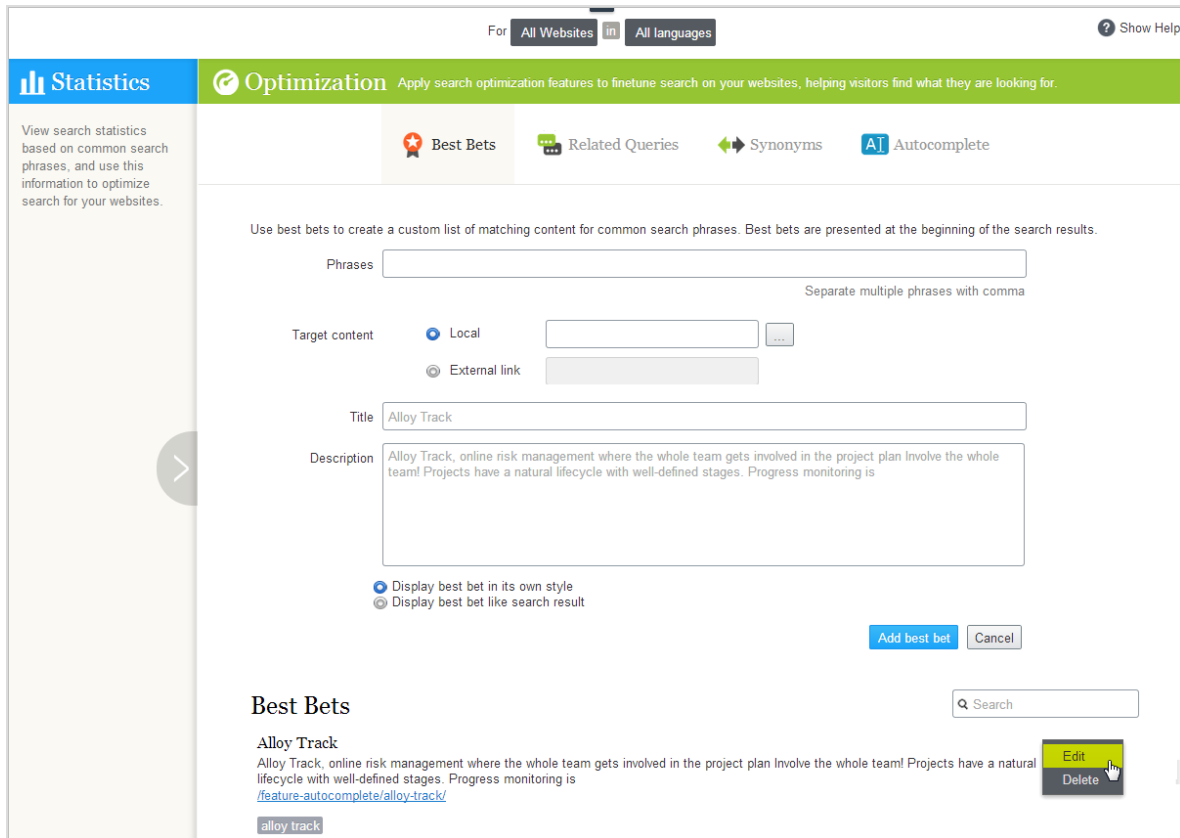 For All Websites in All languages
? Show Help
Statistics
Optimization Apply search optimization features to finetune search on your websites, helping visitors find what they are looking for.
View search statistics
based on common search
phrases, and use this
information to optimize
search for your websites.
Best Bets
Related Queries
Synonyms
AI Autocomplete
Use best bets to create a custom list of matching content for common search phrases. Best bets are presented at the beginning of the search results.
Phrases
Separate multiple phrases with comma
Target content
Local
...
External link
Title Alloy Track
Description Alloy Track, online risk management where the whole team gets involved in the project plan Involve the whole
team! Projects have a natural lifecycle with well-defined stages. Progress monitoring is
Display best bet in its own style
Display best bet like search result
Add best bet
Cancel
Best Bets
Search
Alloy Track
Alloy Track, online risk management where the whole team gets involved in the project plan Involve the whole team! Projects have a natural
lifecycle with well-defined stages. Progress monitoring is
/feature-autocomplete/alloy-track/
alloy track
Edit
Delete